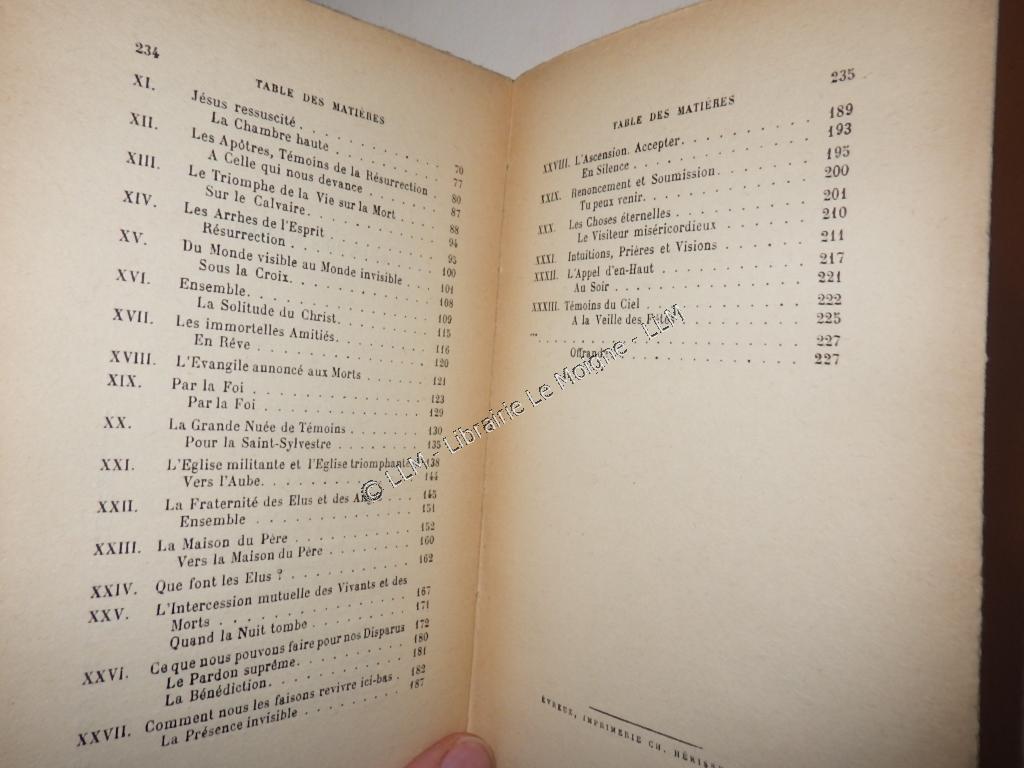 234
TABLE DES MATIÈRES
XI. Jésus ressuscité . . . . . . . . . . 70
La Chambre haute . . . . . . . . . . 77
XII. Les Apôtres, Témoins de la Résurrection 80
A Celle qui nous devance . . . . . . . . 87
XIII. Le Triomphe de la Vie sur la Mort . . . 88
Sur le Calvaire . . . . . . . . . . 94
XIV. Les Arrhes de l'Esprit . . . . . . . . 95
Résurrection . . . . . . . . . . 100
XV. Du Monde visible au Monde invisible . . 101
Sous la Croix . . . . . . . . . . 108
XVI. Ensemble . . . . . . . . . . 109
La Solitude du Christ . . . . . . . . 115
XVII. Les immortelles Amitiés . . . . . . . . 116
En Rêve . . . . . . . . . . 120
XVIII. L'Evangile annoncé aux Morts . . . . . . 121
XIX. Par la Foi . . . . . . . . . . 123
Par la Foi . . . . . . . . . . 129
XX. La Grande Nuée de Témoins . . . . . . 130
Pour la Saint-Sylvestre . . . . . . . . 135
XXI. L'Eglise militante et l'Eglise triomphante 138
Vers l'Aube . . . . . . . . . . 144
XXII. La Fraternité des Elus et des . . . 145
Ensemble . . . . . . . . . . 151
XXIII. La Maison du Père . . . . . . . . . . 152
Vers la Maison du Père . . . . . . . . 160
XXIV. Que font les Elus ? . . . . . . . . . . 162
XXV. L'Intercession mutuelle des Vivants et des
Morts . . . . . . . . . . 167
Quand la Nuit tombe . . . . . . . . 171
XXVI. Ce que nous pouvons faire pour nos Disparus 172
Le Pardon suprême . . . . . . . . 180
La Bénédiction . . . . . . . . . . 181
XXVII. Comment nous les faisons revivre ici-bas . 182
La Présence invisible . . . . . . . . 187
235
TABLE DES MATIÈRES
XXVIII. L'Ascension. Accepter . . . . . . . . 189
En Silence . . . . . . . . . . 193
XXIX. Renoncement et Soumission . . . . . . 195
Tu peux venir . . . . . . . . . . 200
XXX. Les Choses éternelles . . . . . . . . 201
Le Visiteur miséricordieux . . . . . . 210
XXXI. Intuitions, Prières et Visions . . . . . . 211
XXXII. L'Appel d'en-Haut . . . . . . . . 217
Au Soir . . . . . . . . . . 221
XXXIII. Témoins du Ciel . . . . . . . . . . 222
A la Veille des Fêtes . . . . . . . . 225
... . . . . . . . . . . 227
Offrande . . . . . . . . . . 227
ÉVREUX, IMPRIMERIE CH.
© LLM - Librairie Le Moigne - LLM